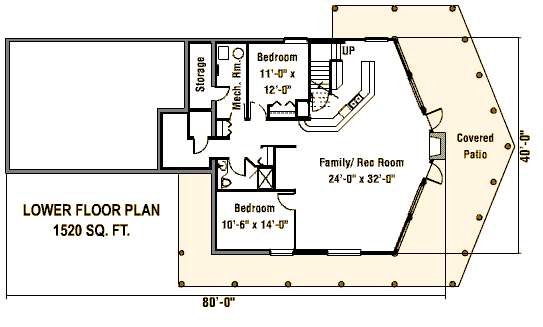 UP
Bedroom
11'-0" x
12'-0"
Storage
Mech. Rm.
Covered
Patio
Family/ Rec Room
24'-0" x 32'-0"
40'-0"
LOWER FLOOR PLAN
1520 SQ. FT.
Bedroom
10'-6" x 14'-0"
80'-0"